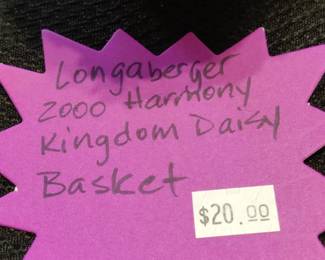 Longaberger
2000 Harmony
Kingdom Daisy
Basket
$20.00